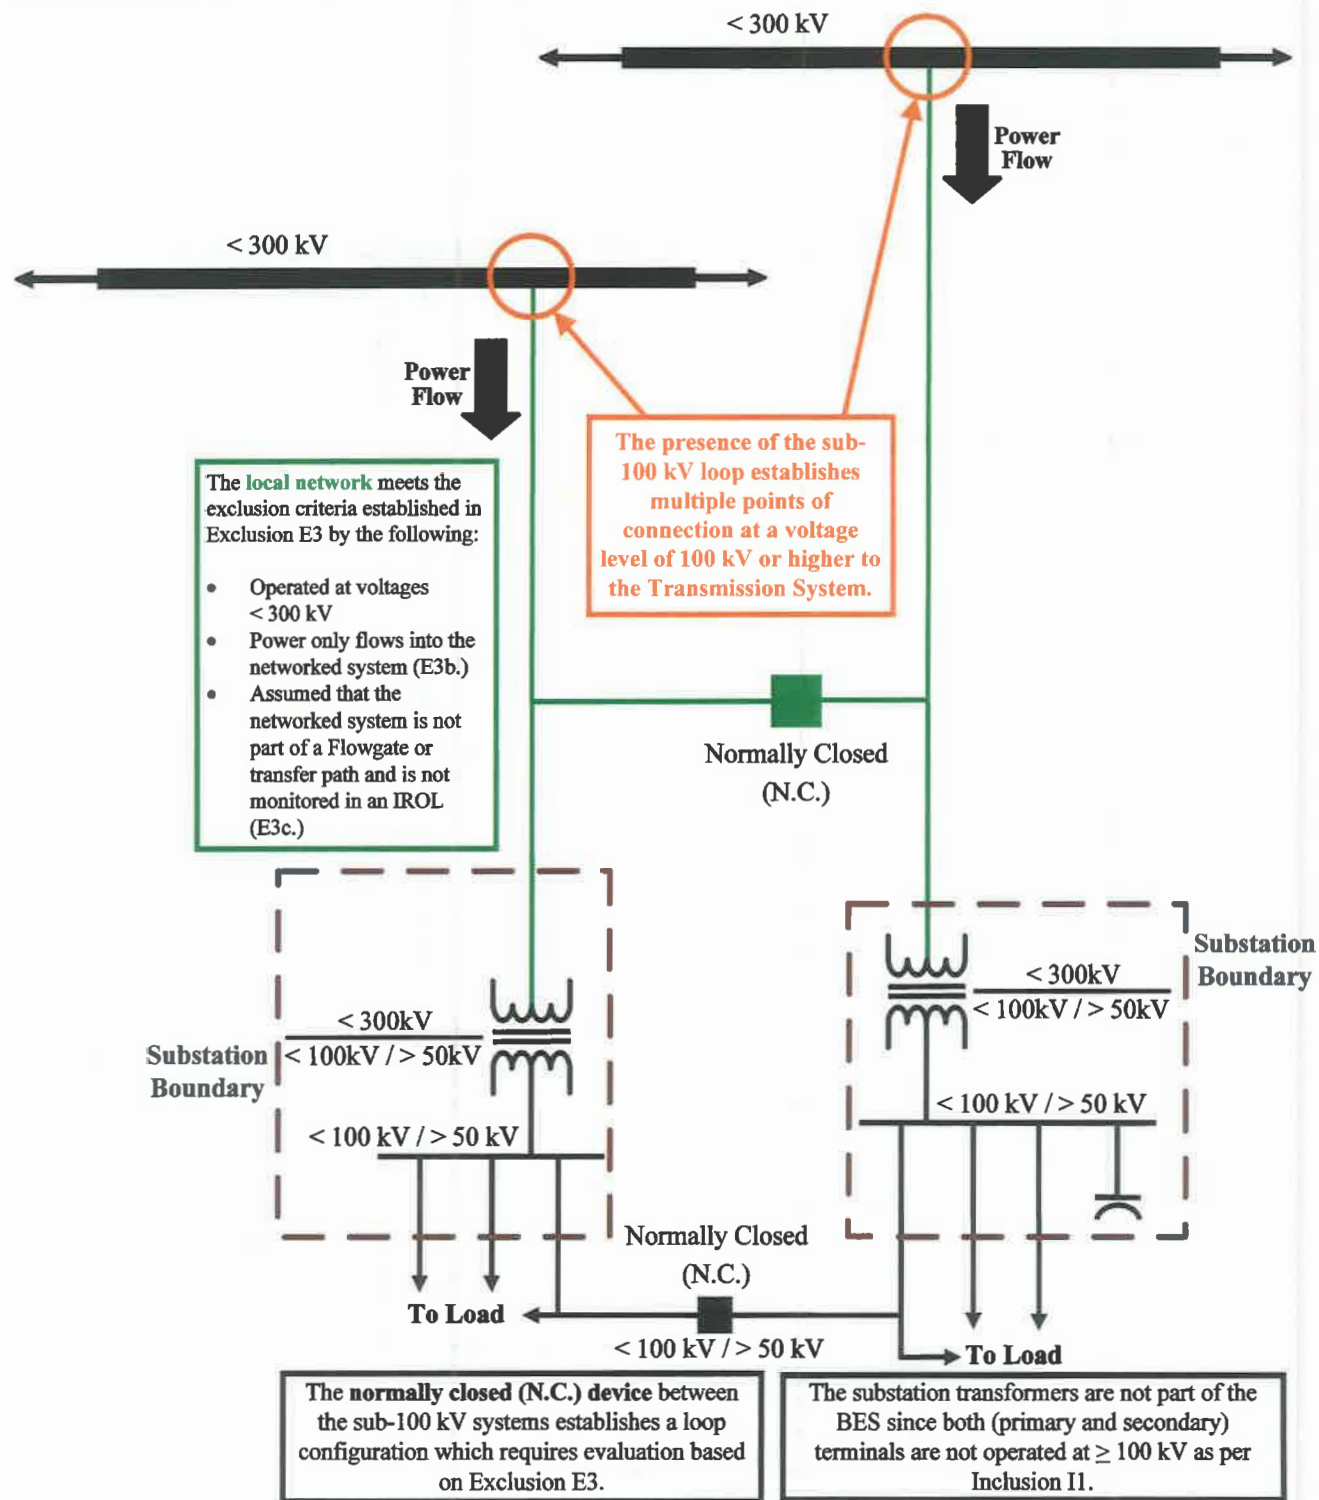 < 300 kV
Power
Flow
< 300 kV
Power
Flow
The presence of the sub-
100 kV loop establishes
multiple points of
connection at a voltage
level of 100 kV or higher to
the Transmission System.
The local network meets the
exclusion criteria established in
Exclusion E3 by the following:
• Operated at voltages
< 300 kV
• Power only flows into the
networked system (E3b.)
• Assumed that the
networked system is not
part of a Flowgate or
transfer path and is not
monitored in an IROL
(E3c.)
Normally Closed
(N.C.)
Substation
Boundary
< 300kV
< 100kV / > 50kV
< 300kV
< 100kV / > 50kV
Substation
Boundary
< 100 kV / > 50 kV
< 100 kV / > 50 kV
Normally Closed
(N.C.)
To Load
< 100 kV / > 50 kV
To Load
The normally closed (N.C.) device between
the sub-100 kV systems establishes a loop
configuration which requires evaluation based
on Exclusion E3.
The substation transformers are not part of the
BES since both (primary and secondary)
terminals are not operated at ≥ 100 kV as per
Inclusion I1.